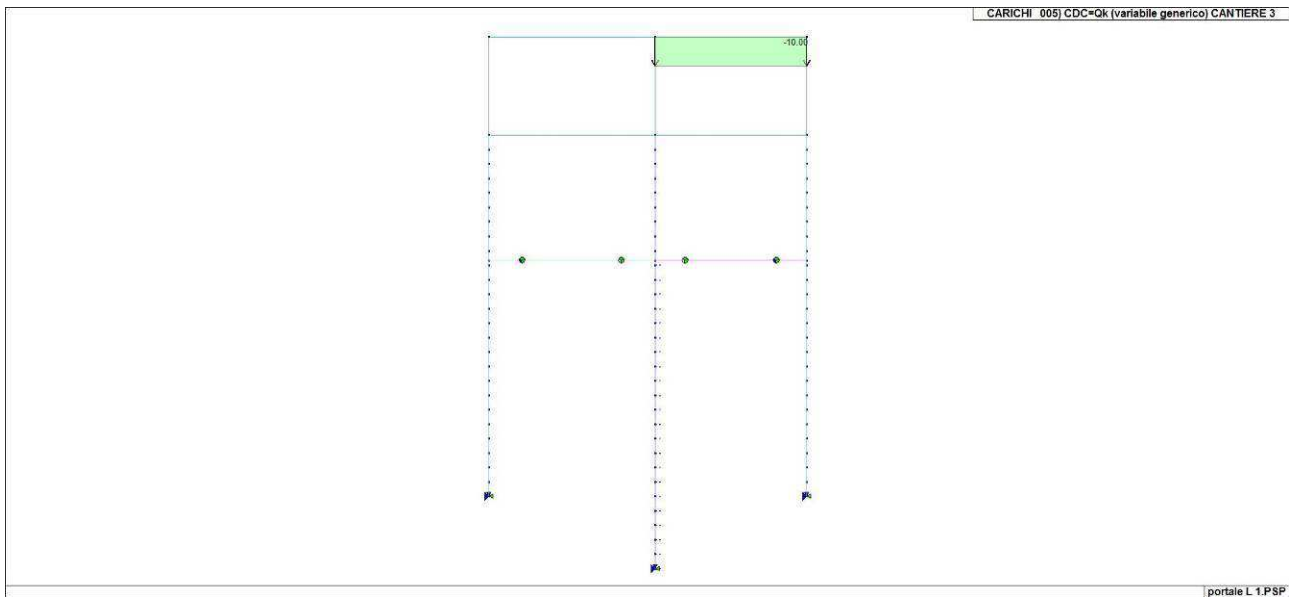 CARICHI 005) CDC=Qk (variabile generico) CANTIERE 3
-10.00
portale L 1.PSP